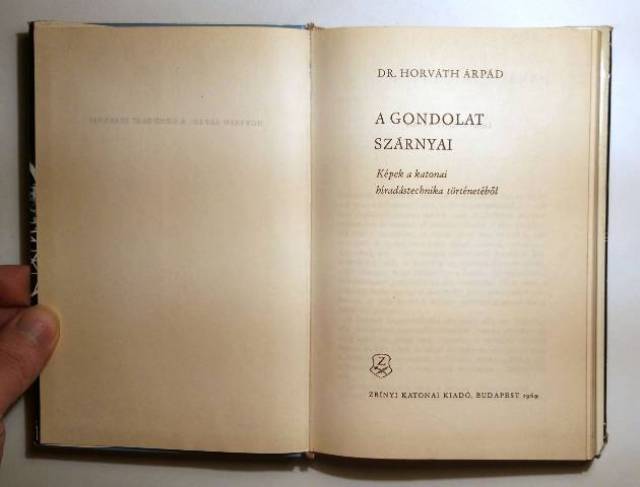 DR. HORVÁTH ÁRPÁD
A GONDOLAT
SZÁRNYAI
Képek a katonai
híradástechnika történetéből
Z
ZRÍNYI KATONAI KIADÓ, BUDAPEST 1969